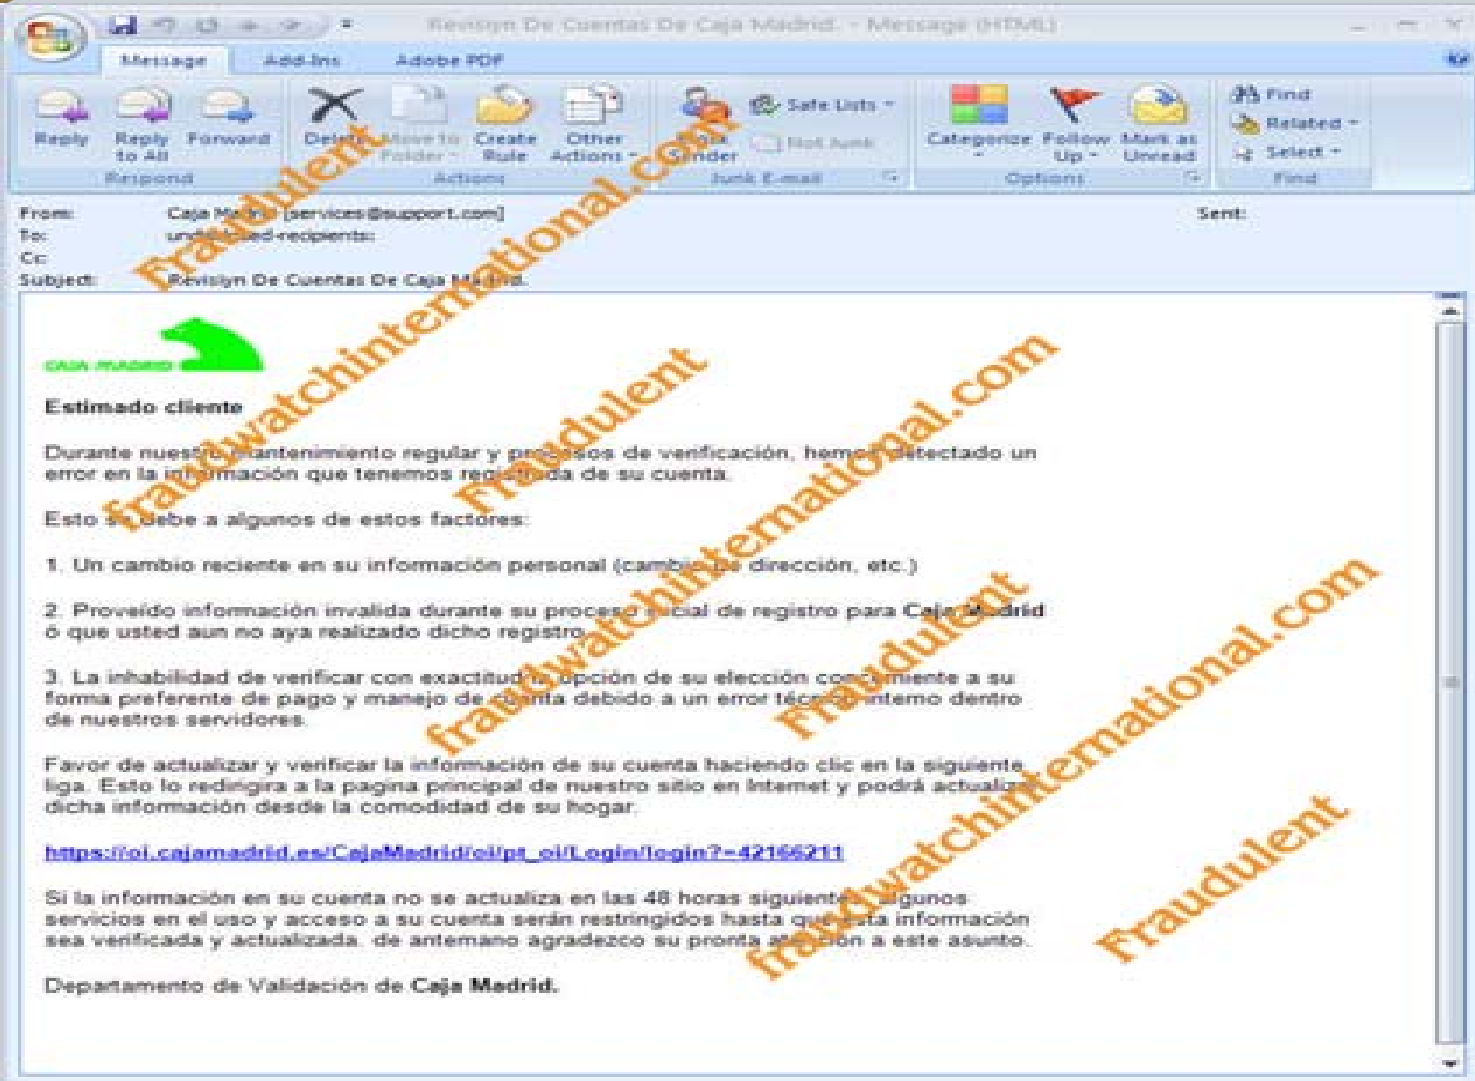 Revisiyn De Cuentas De Caja Madrid. - Message (HTML)
Message Add-Ins Adobe PDF
Reply Reply to All Forward Delete Move to Folder Create Rule Other Actions Sender Safe Lists Not Junk Categorize Follow Up Mark as Unread Find Related Select
Respond Actions Junk E-mail Options Find
From: Caja Madrid [services@support.com] Sent:
To: undisclosed-recipients:
Cc:
Subject: Revisiyn De Cuentas De Caja Madrid.
CAJA MADRID
Estimado cliente
Durante nuestro mantenimiento regular y procesos de verificación, hemos detectado un
error en la información que tenemos registrada de su cuenta.
Esto se debe a algunos de estos factores:
1. Un cambio reciente en su información personal (cambio de dirección, etc.)
2. Proveído información invalida durante su proceso inicial de registro para Caja Madrid
ó que usted aun no aya realizado dicho registro.
3. La inhabilidad de verificar con exactitud la opción de su elección concerniente a su
forma preferente de pago y manejo de cuenta debido a un error técnico interno dentro
de nuestros servidores.
Favor de actualizar y verificar la información de su cuenta haciendo clic en la siguiente
liga. Esto lo redirigira a la pagina principal de nuestro sitio en Internet y podrá actualizar
dicha información desde la comodidad de su hogar.
https://oi.cajamadrid.es/CajaMadrid/oi/pt_oi/Login/login?=42166211
Si la información en su cuenta no se actualiza en las 48 horas siguientes, algunos
servicios en el uso y acceso a su cuenta serán restringidos hasta que esta información
sea verificada y actualizada. de antemano agradezco su pronta atención a este asunto.
Departamento de Validación de Caja Madrid.
Fraudulent
fraudwatchinternational.com
Fraudulent
fraudwatchinternational.com
Fraudulent
fraudwatchinternational.com
Fraudulent